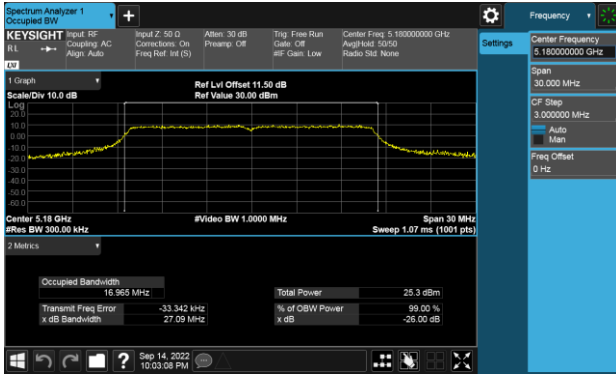 Spectrum Analyzer 1
Occupied BW
KEYSIGHT
RL
LXI
Input: RF
Coupling: AC
Align: Auto
Input Z: 50 Ω
Corrections: On
Freq Ref: Int (S)
Atten: 30 dB
Preamp: Off
Trig: Free Run
Gate: Off
#IF Gain: Low
Center Freq: 5.180000000 GHz
Avg|Hold: 50/50
Radio Std: None
1 Graph
Scale/Div 10.0 dB
Ref Lvl Offset 11.50 dB
Ref Value 30.00 dBm
Log
20.0
10.0
0.00
-10.0
-20.0
-30.0
-40.0
-50.0
-60.0
Center 5.18 GHz
#Res BW 300.00 kHz
#Video BW 1.0000 MHz
Span 30 MHz
Sweep 1.07 ms (1001 pts)
2 Metrics
Occupied Bandwidth
16.965 MHz
Transmit Freq Error -33.342 kHz
x dB Bandwidth 27.09 MHz
Total Power 25.3 dBm
% of OBW Power 99.00 %
x dB -26.00 dB
?
Sep 14, 2022
10:03:08 PM
Frequency
Settings
Center Frequency
5.180000000 GHz
Span
30.000 MHz
CF Step
3.000000 MHz
Auto
Man
Freq Offset
0 Hz